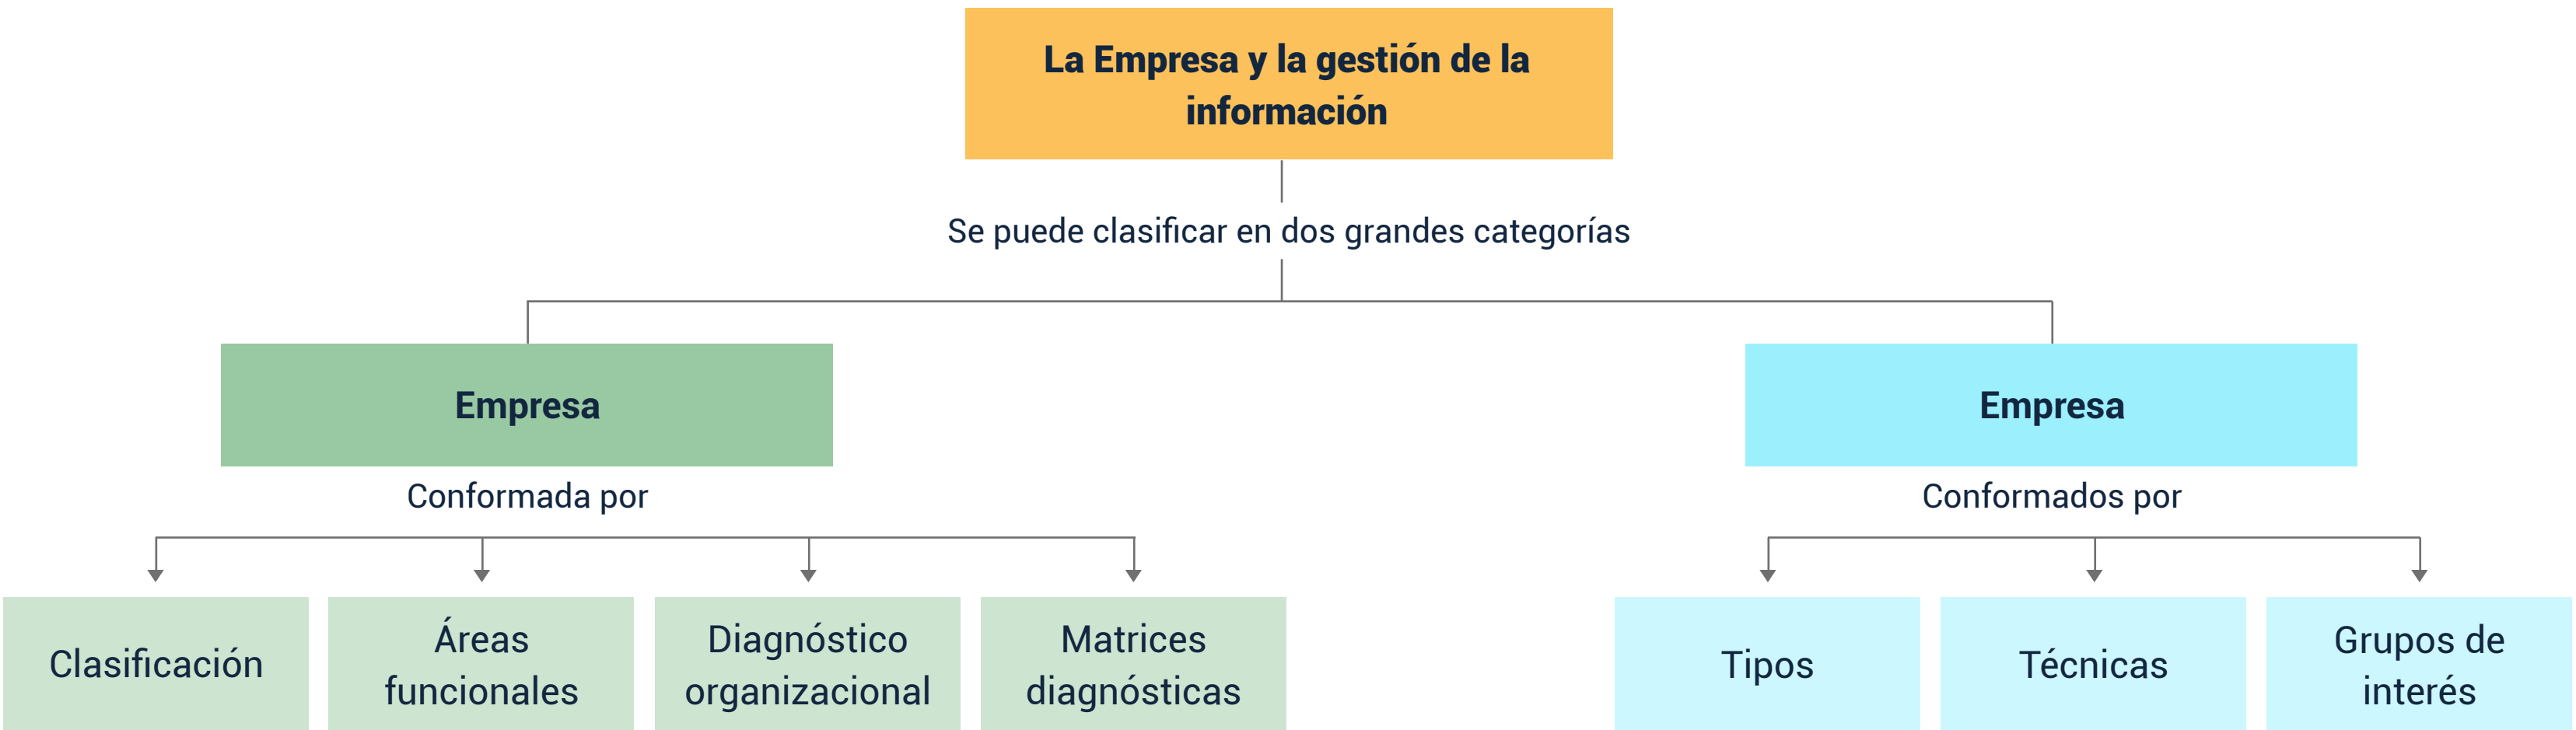 La Empresa y la gestión de la
información
Se puede clasificar en dos grandes categorías
Empresa
Conformada por
Clasificación
Áreas
funcionales
Diagnóstico
organizacional
Matrices
diagnósticas
Empresa
Conformados por
Tipos
Técnicas
Grupos de
interés